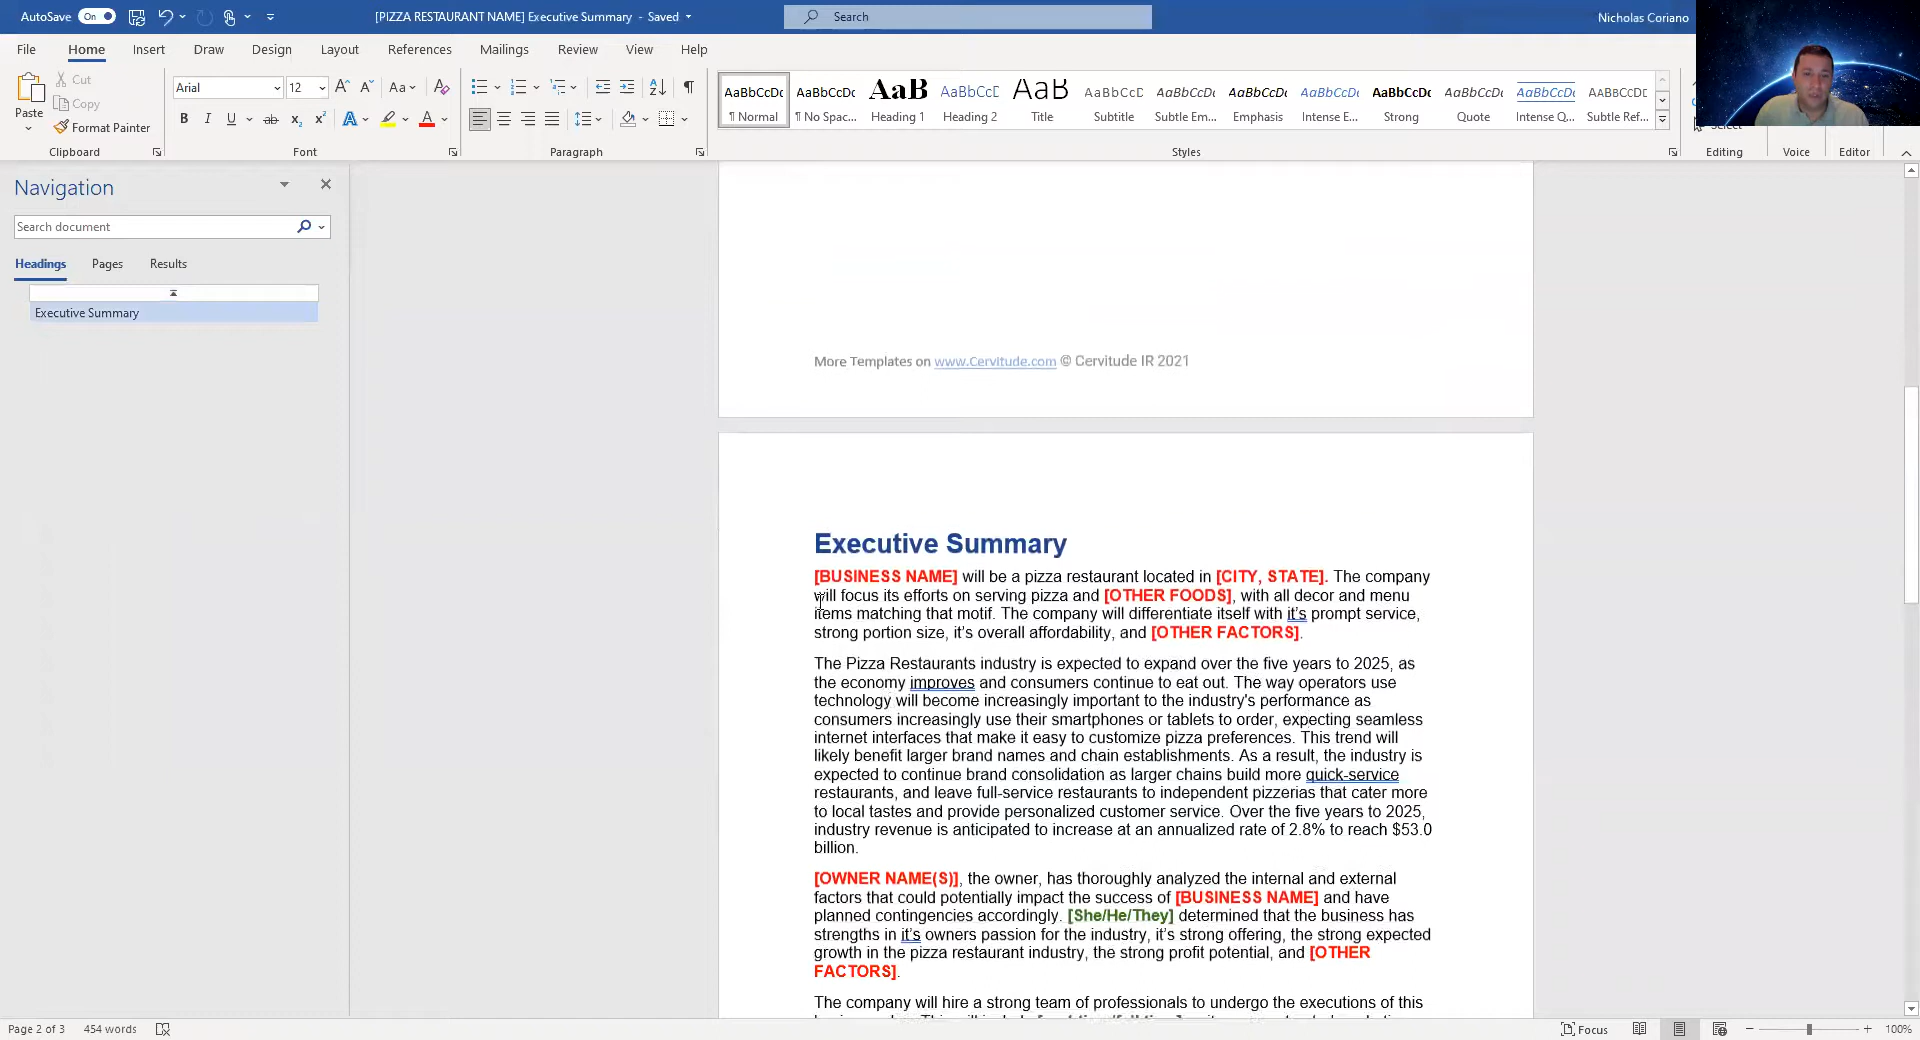 AutoSave On [PIZZA RESTAURANT NAME] Executive Summary - Saved Search Nicholas Coriano
File Home Insert Draw Design Layout References Mailings Review View Help
Paste Cut Copy Format Painter
Clipboard
Arial 12
Font
Paragraph
AaBbCcDc AaBbCcDc AaB AaBbCcC AaB AaBbCcD AaBbCcDc AaBbCcDc AaBbCcDc AaBbCcDc AaBbCcDc AaBbCcDc AaBbCcDc
¶ Normal ¶ No Spac... Heading 1 Heading 2 Title Subtitle Subtle Em... Emphasis Intense E... Strong Quote Intense Q... Subtle Ref...
Styles
Select
Editing Voice Editor
Navigation
Search document
Headings Pages Results
Executive Summary
More Templates on www.Cervitude.com © Cervitude IR 2021
Executive Summary
[BUSINESS NAME] will be a pizza restaurant located in [CITY, STATE]. The company
will focus its efforts on serving pizza and [OTHER FOODS], with all decor and menu
items matching that motif. The company will differentiate itself with it's prompt service,
strong portion size, it's overall affordability, and [OTHER FACTORS].
The Pizza Restaurants industry is expected to expand over the five years to 2025, as
the economy improves and consumers continue to eat out. The way operators use
technology will become increasingly important to the industry's performance as
consumers increasingly use their smartphones or tablets to order, expecting seamless
internet interfaces that make it easy to customize pizza preferences. This trend will
likely benefit larger brand names and chain establishments. As a result, the industry is
expected to continue brand consolidation as larger chains build more quick-service
restaurants, and leave full-service restaurants to independent pizzerias that cater more
to local tastes and provide personalized customer service. Over the five years to 2025,
industry revenue is anticipated to increase at an annualized rate of 2.8% to reach $53.0
billion.
[OWNER NAME(S)], the owner, has thoroughly analyzed the internal and external
factors that could potentially impact the success of [BUSINESS NAME] and have
planned contingencies accordingly. [She/He/They] determined that the business has
strengths in it's owners passion for the industry, it's strong offering, the strong expected
growth in the pizza restaurant industry, the strong profit potential, and [OTHER
FACTORS].
The company will hire a strong team of professionals to undergo the executions of this
Page 2 of 3 454 words Focus 100%